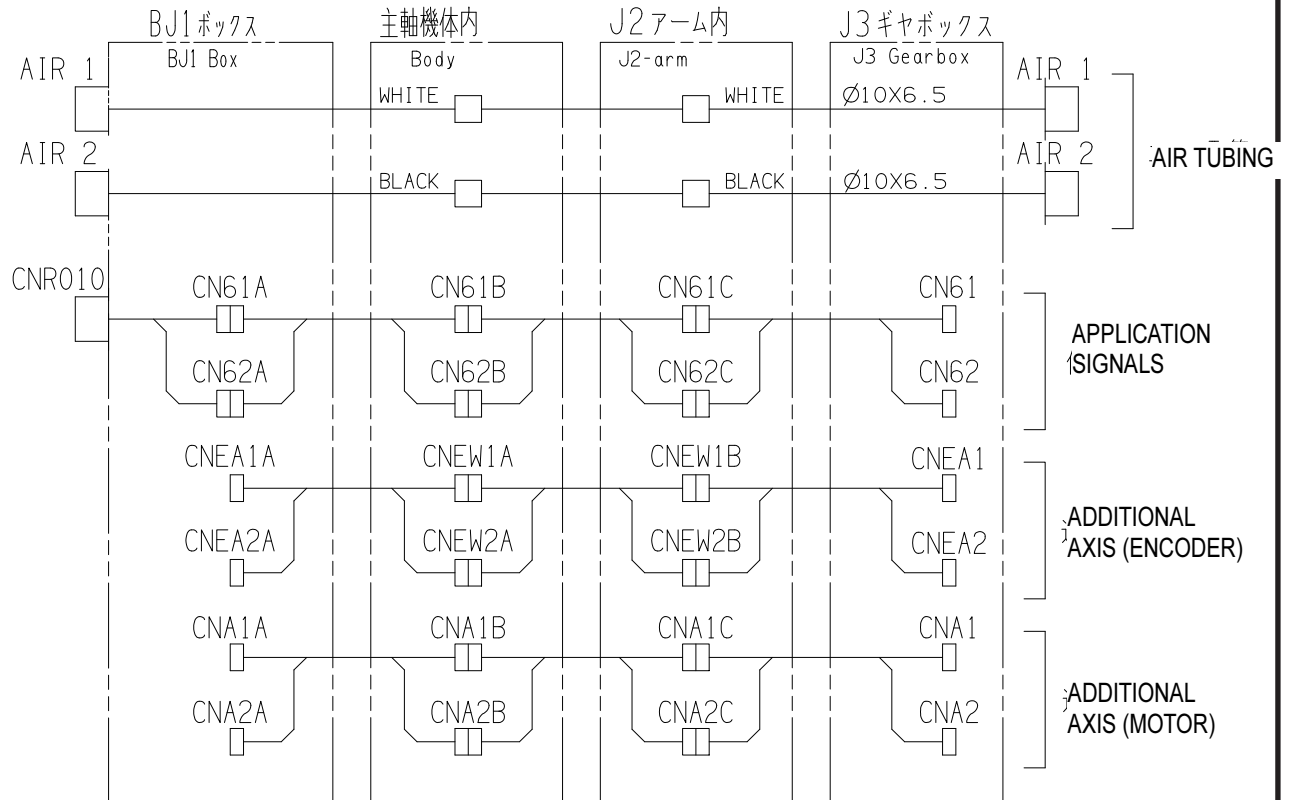 BJ1ボックス
BJ1 Box
主軸機体内
Body
J2アーム内
J2-arm
J3ギヤボックス
J3 Gearbox
AIR 1
WHITE
WHITE
Ø10X6.5
AIR 1
AIR 2
BLACK
BLACK
Ø10X6.5
AIR 2
AIR TUBING
CNR010
CN61A
CN61B
CN61C
CN61
CN62A
CN62B
CN62C
CN62
APPLICATION
SIGNALS
CNEA1A
CNEW1A
CNEW1B
CNEA1
CNEA2A
CNEW2A
CNEW2B
CNEA2
ADDITIONAL
AXIS (ENCODER)
CNA1A
CNA1B
CNA1C
CNA1
CNA2A
CNA2B
CNA2C
CNA2
ADDITIONAL
AXIS (MOTOR)